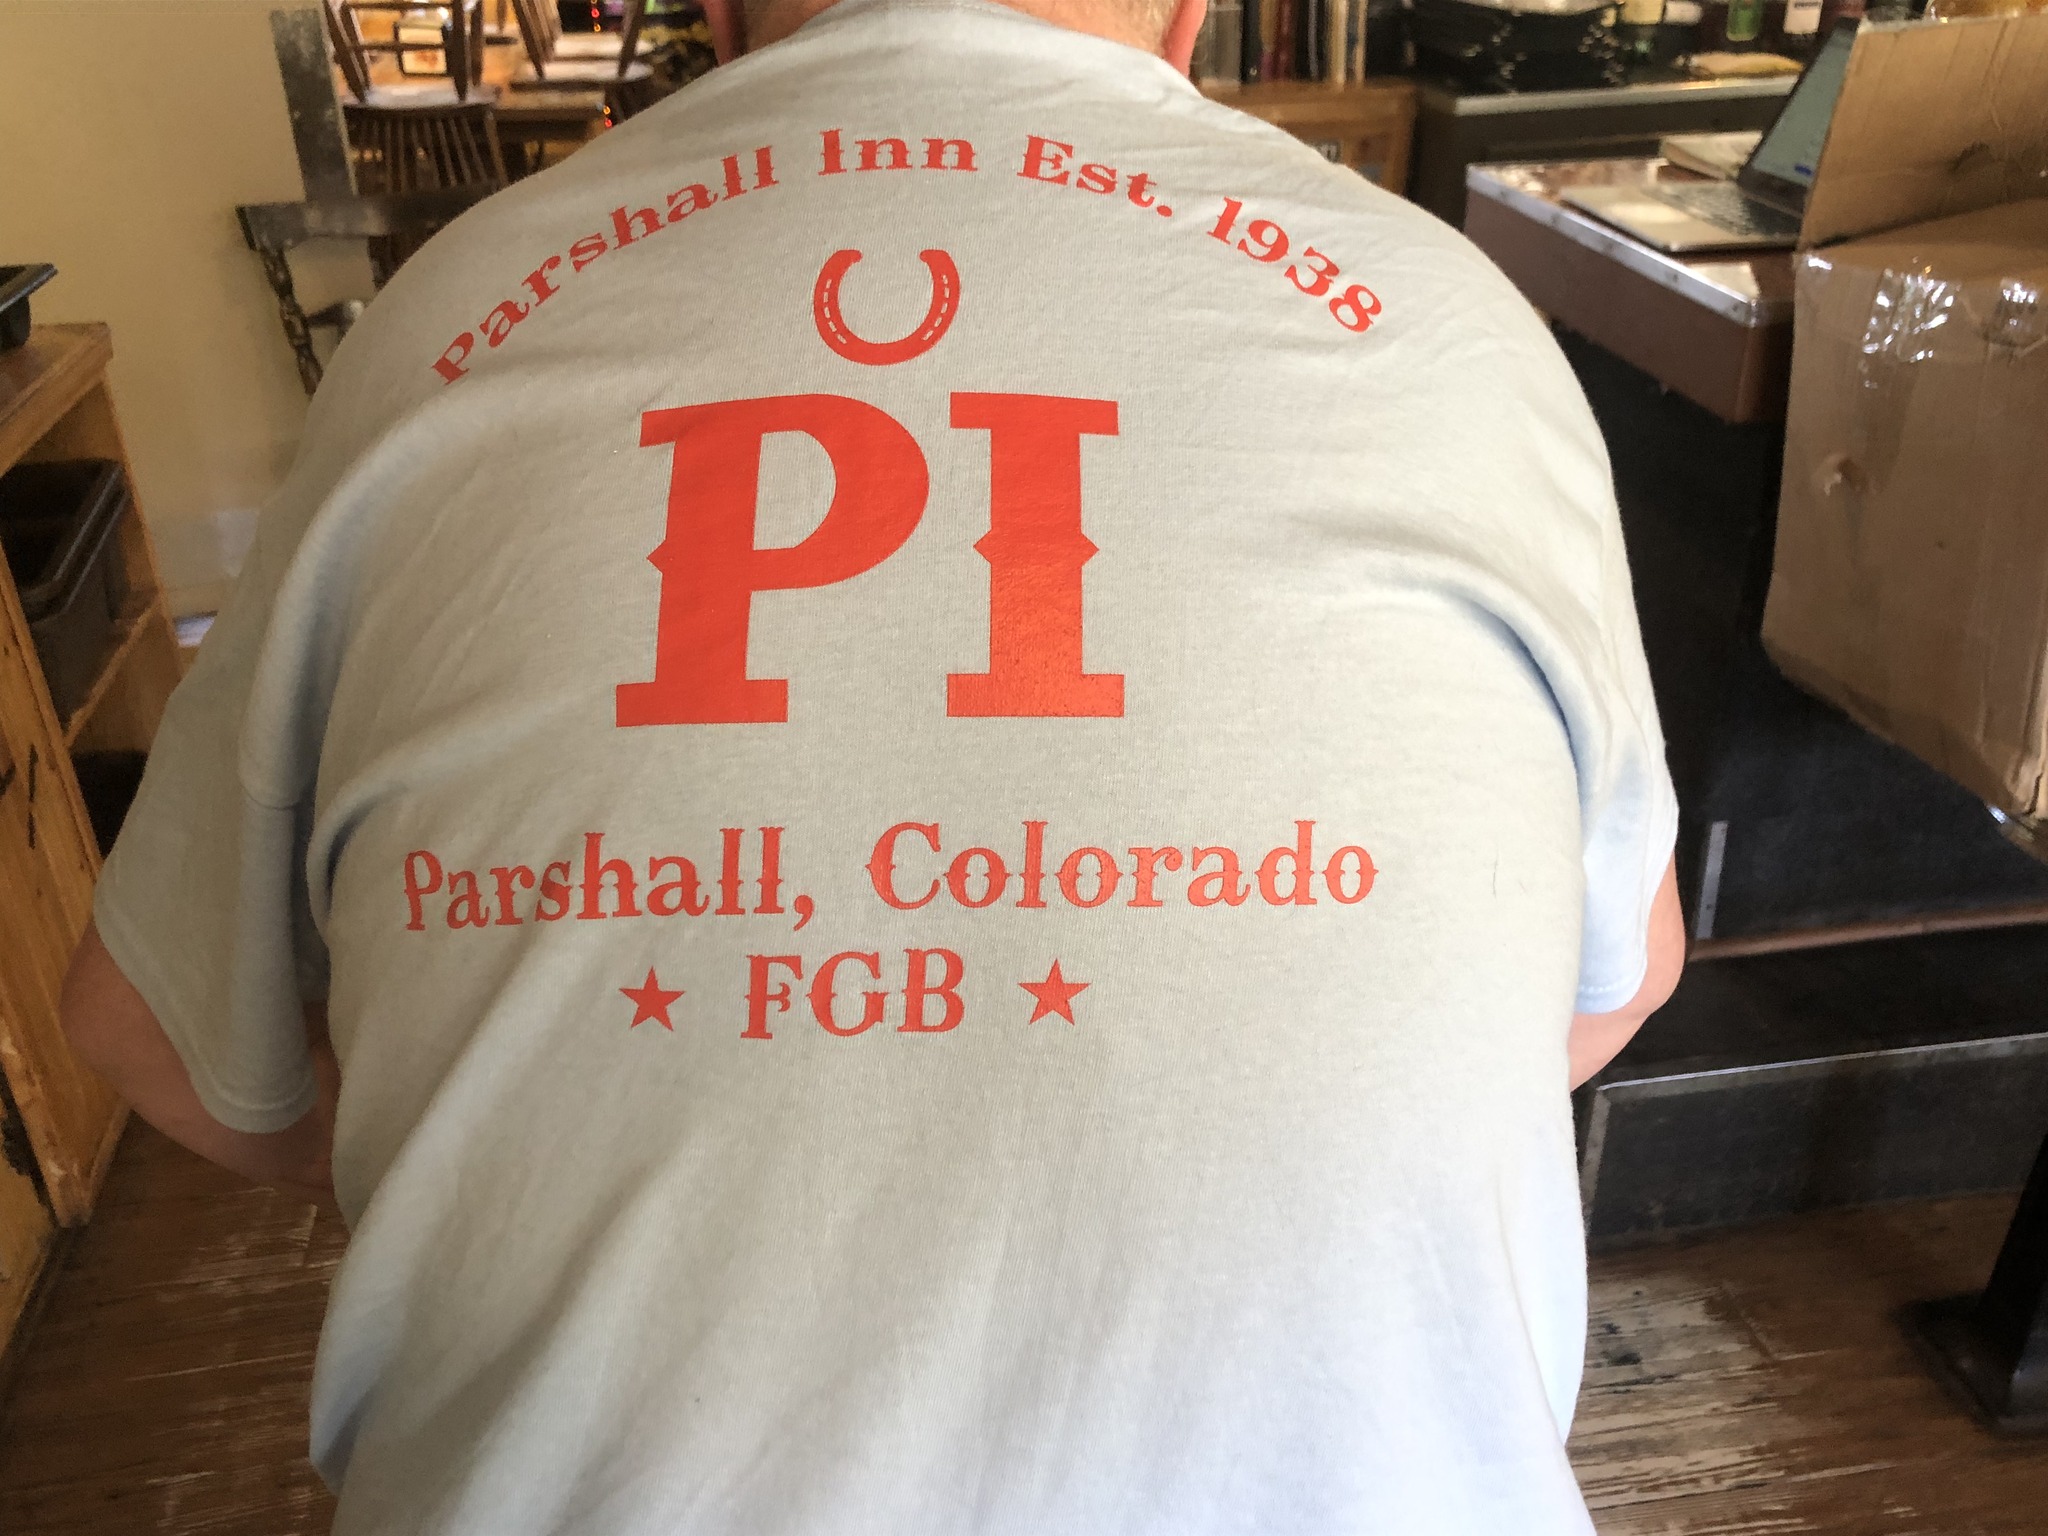 Parshall Inn Est. 1938
PI
Parshall, Colorado
★ FGB ★